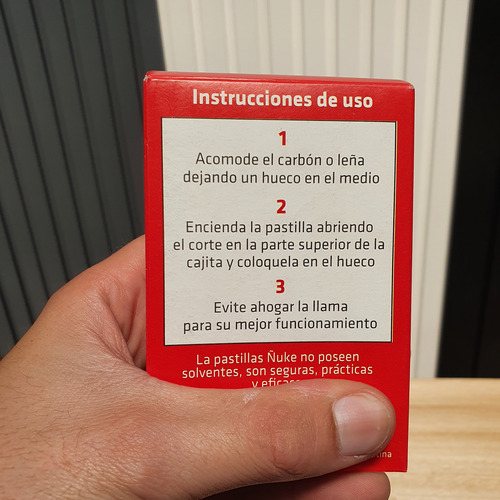 Instrucciones de uso
1
Acomode el carbón o leña
dejando un hueco en el medio
2
Encienda la pastilla abriendo
el corte en la parte superior de la
cajita y coloquela en el hueco
3
Evite ahogar la llama
para su mejor funcionamiento
La pastillas Ñuke no poseen
solventes, son seguras, prácticas
y